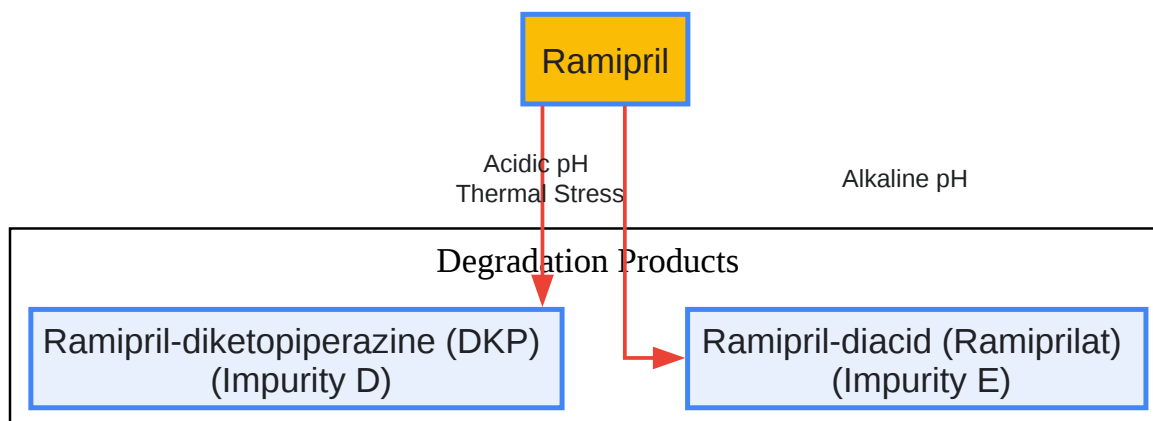 Ramipril
Acidic pH
Thermal Stress
Alkaline pH
Degradation Products
Ramipril-diketopiperazine (DKP)
(Impurity D)
Ramipril-diacid (Ramiprilat)
(Impurity E)